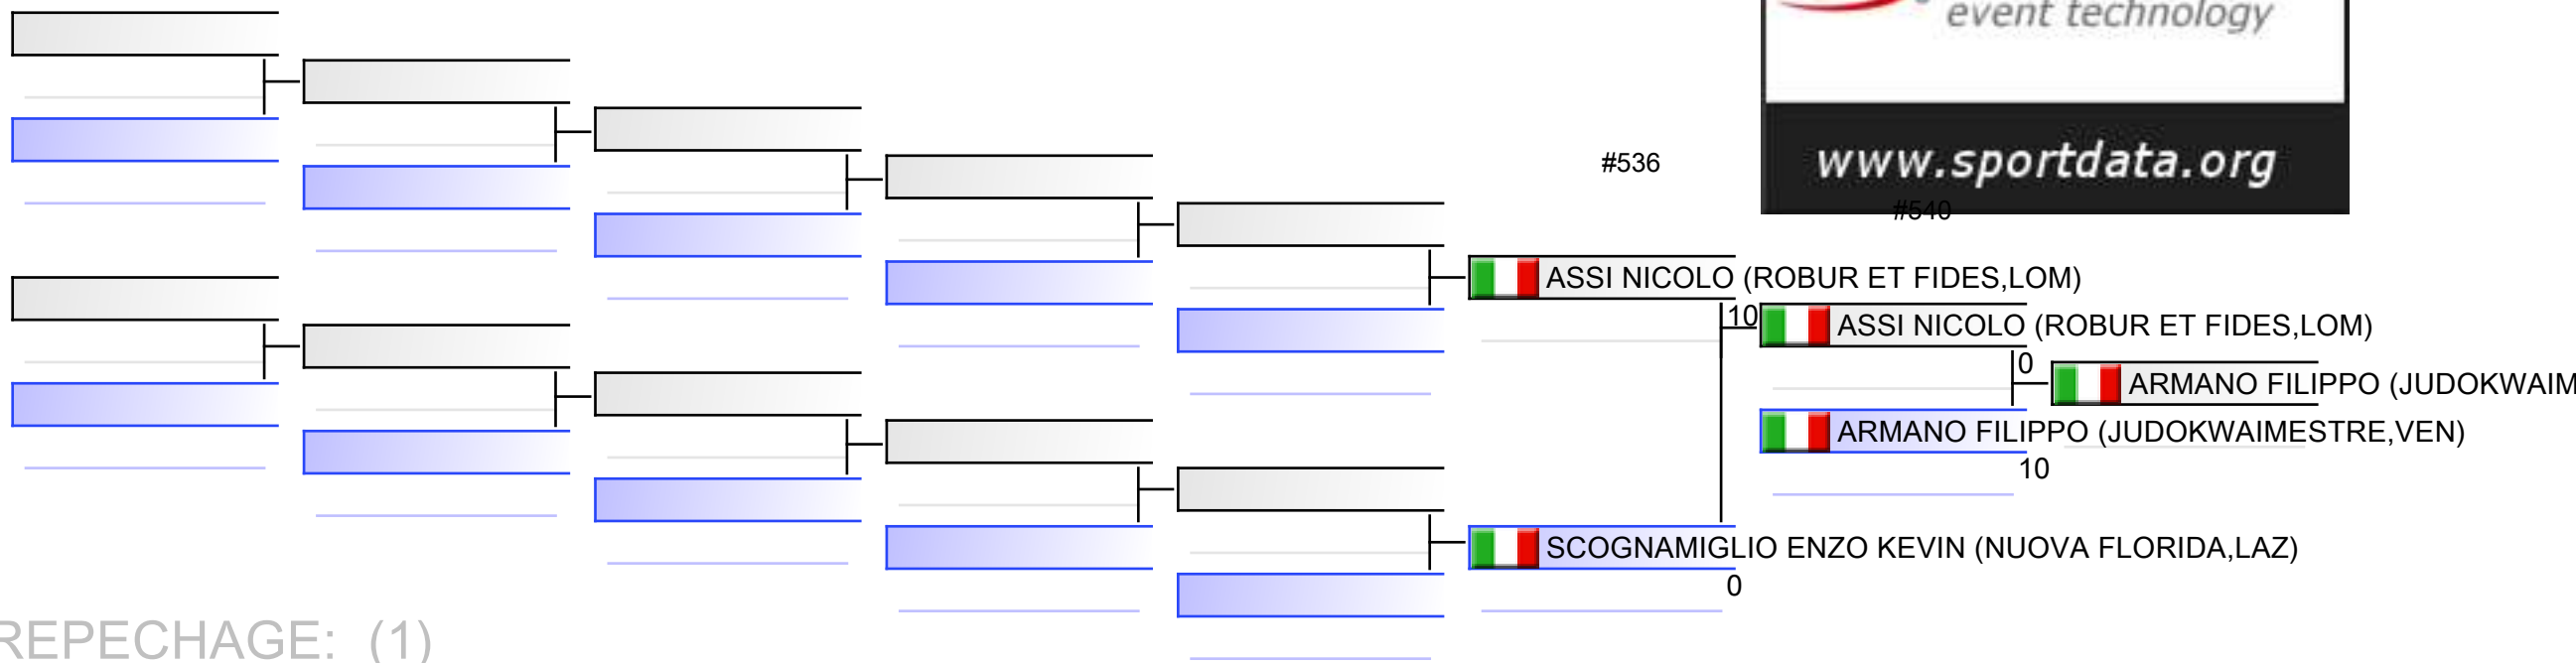 event technology
www.sportdata.org
#536
#540
ASSI NICOLO (ROBUR ET FIDES,LOM)
10
ASSI NICOLO (ROBUR ET FIDES,LOM)
0
ARMANO FILIPPO (JUDOKWAIM
ARMANO FILIPPO (JUDOKWAIMESTRE,VEN)
10
SCOGNAMIGLIO ENZO KEVIN (NUOVA FLORIDA,LAZ)
0
REPECHAGE: (1)